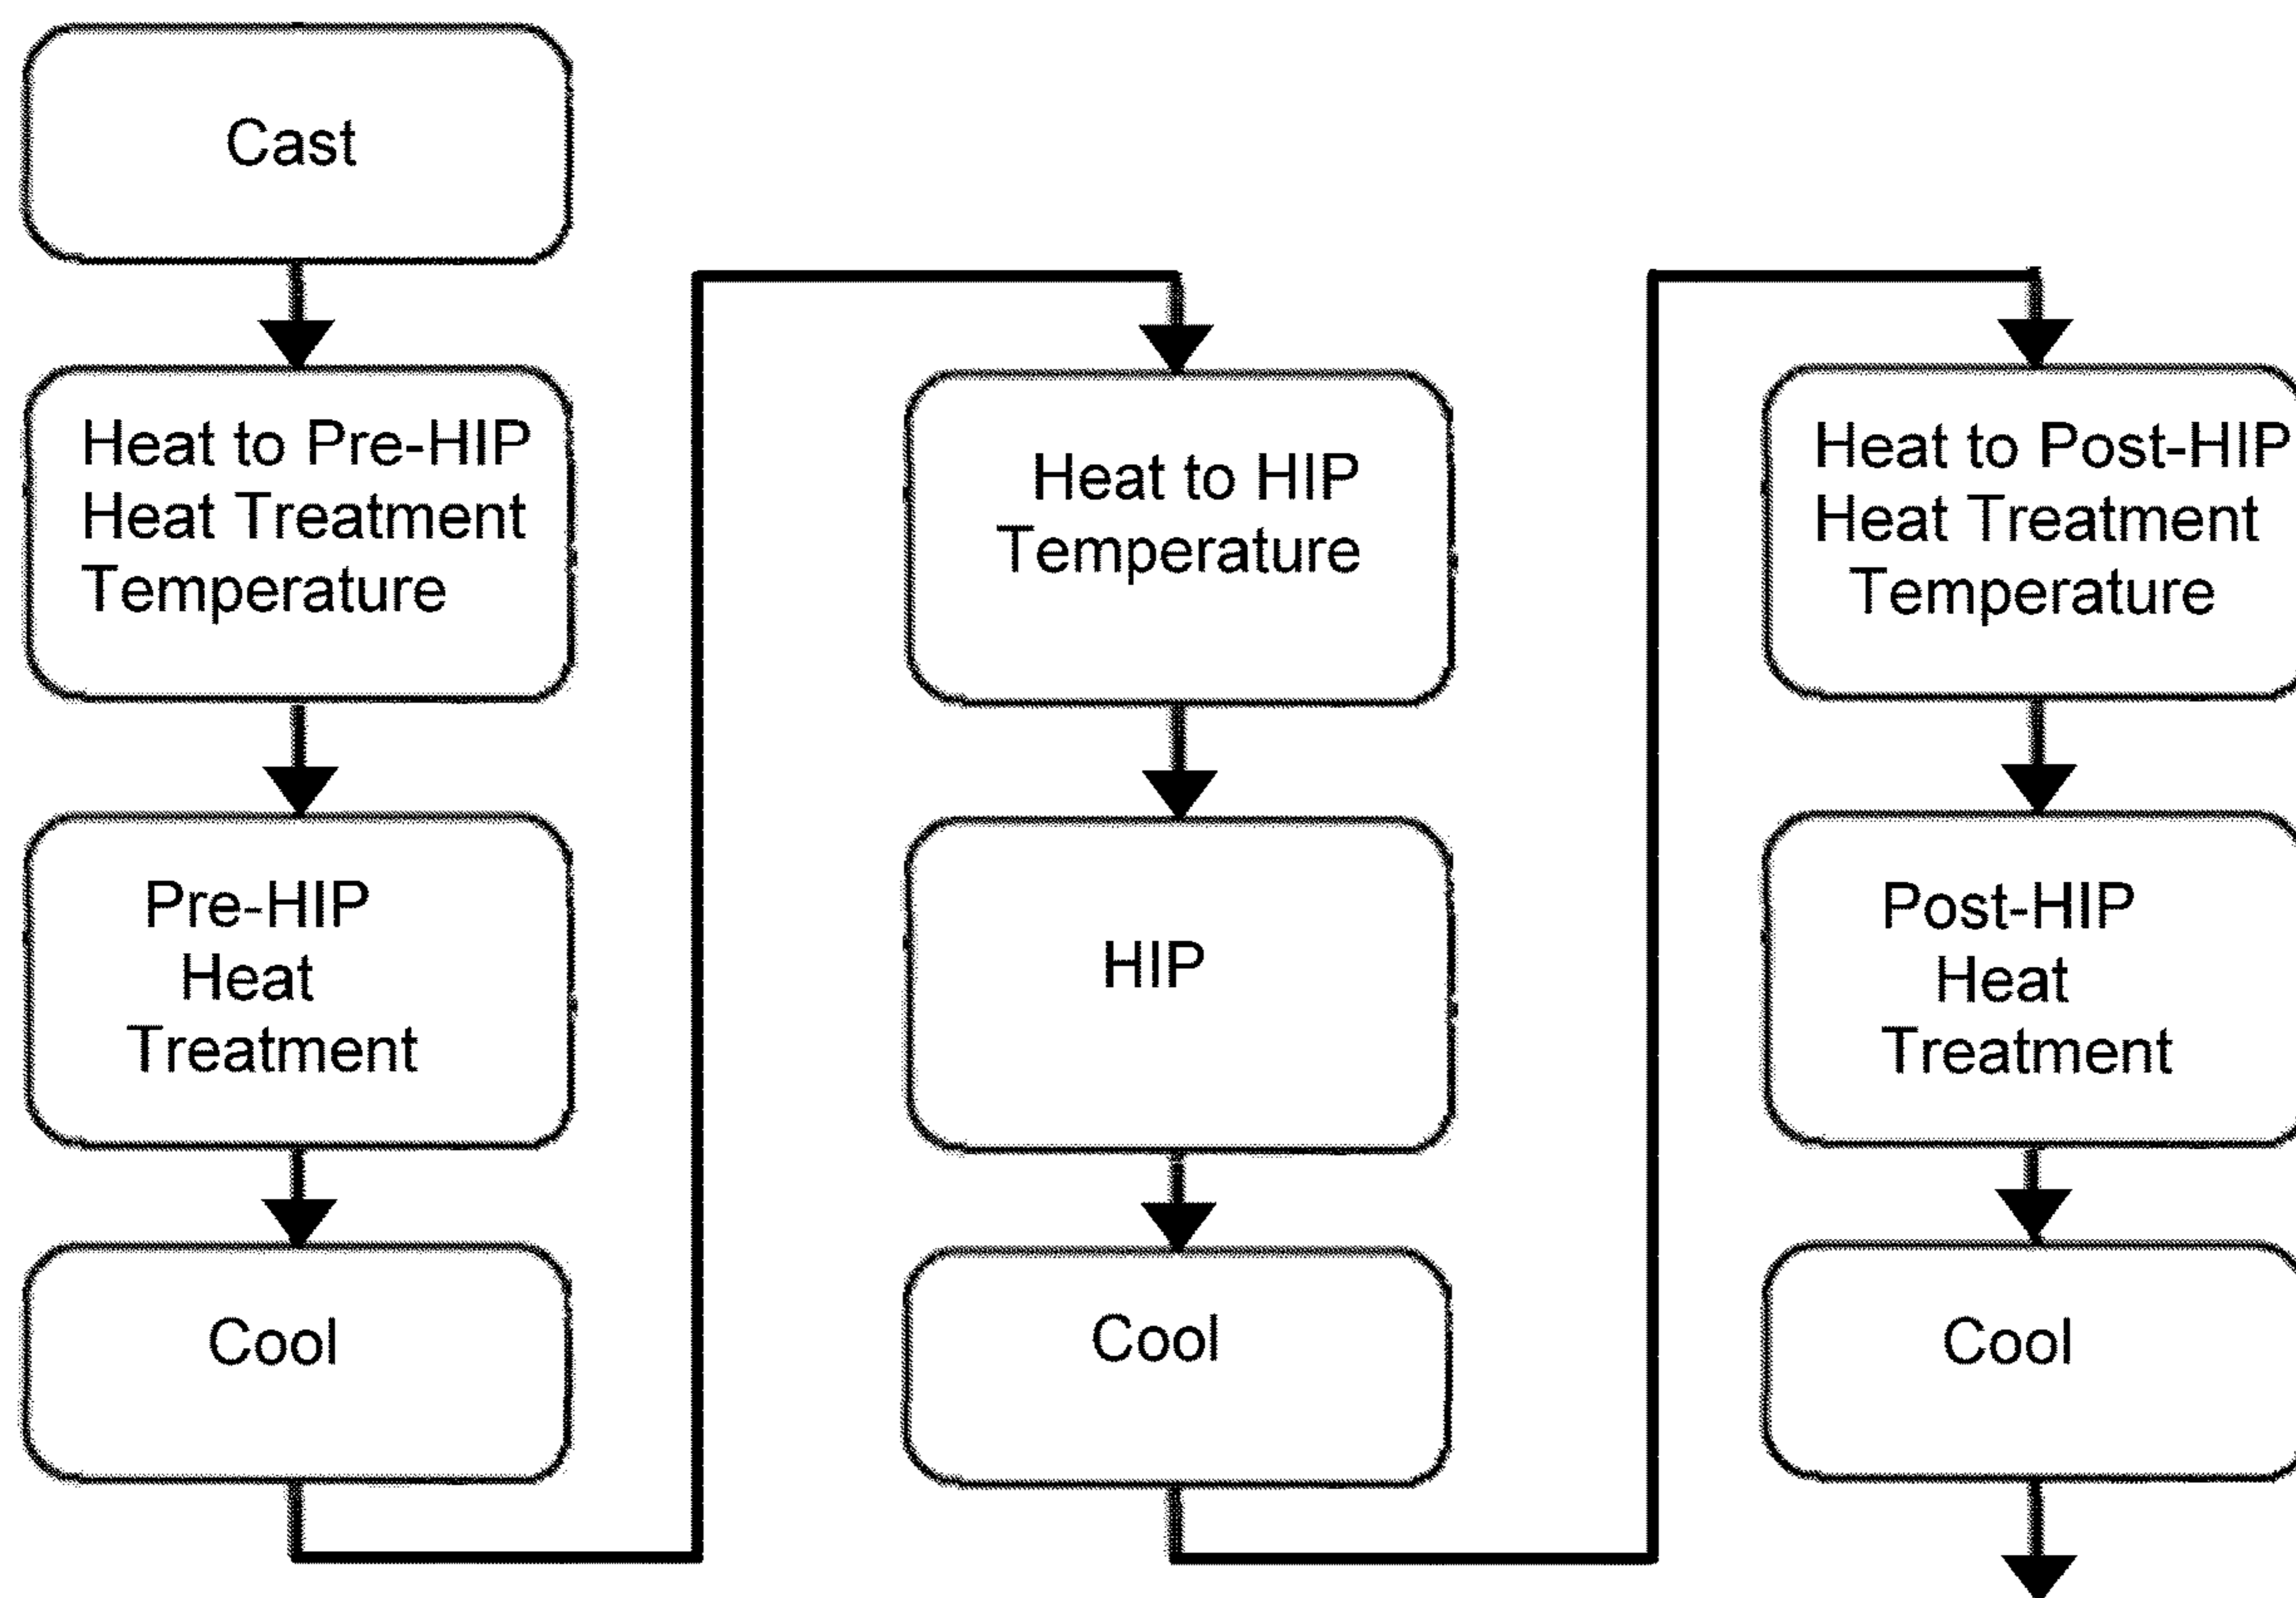 Cast
Heat to Pre-HIP
Heat Treatment
Temperature
Pre-HIP
Heat
Treatment
Cool
Heat to HIP
Temperature
HIP
Cool
Heat to Post-HIP
Heat Treatment
Temperature
Post-HIP
Heat
Treatment
Cool